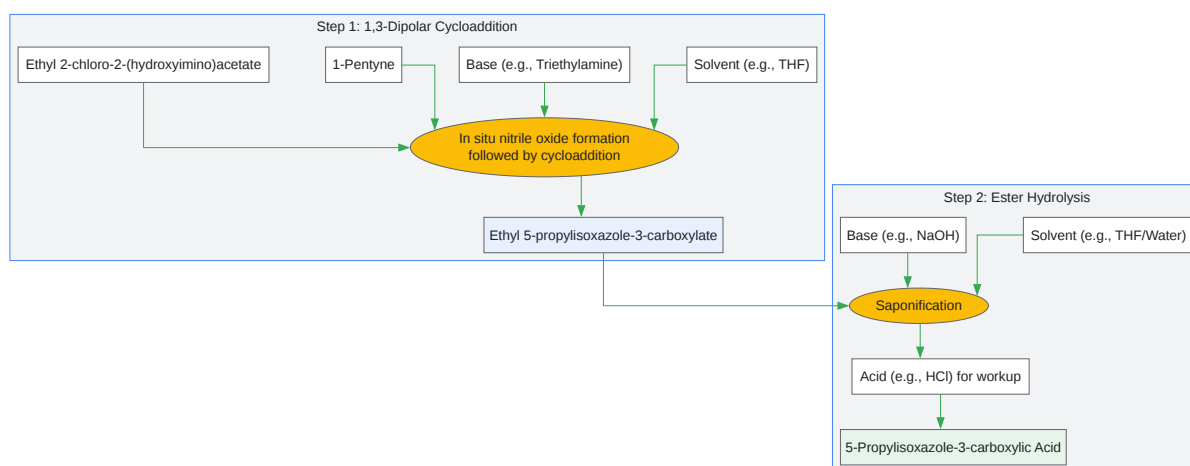 Step 1: 1,3-Dipolar Cycloaddition
Ethyl 2-chloro-2-(hydroxyimino)acetate
1-Pentyne
Base (e.g., Triethylamine)
Solvent (e.g., THF)
In situ nitrile oxide formation
followed by cycloaddition
Ethyl 5-propylisoxazole-3-carboxylate
Step 2: Ester Hydrolysis
Base (e.g., NaOH)
Solvent (e.g., THF/Water)
Saponification
Acid (e.g., HCl) for workup
5-Propylisoxazole-3-carboxylic Acid